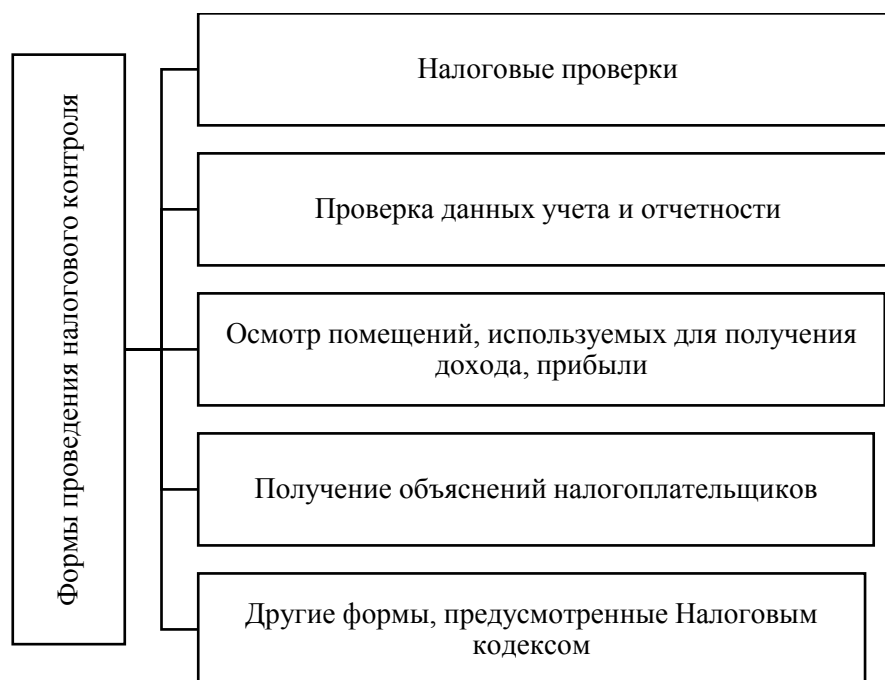 Формы проведения налогового контроля
Налоговые проверки
Проверка данных учета и отчетности
Осмотр помещений, используемых для получения
дохода, прибыли
Получение объяснений налогоплательщиков
Другие формы, предусмотренные Налоговым
кодексом